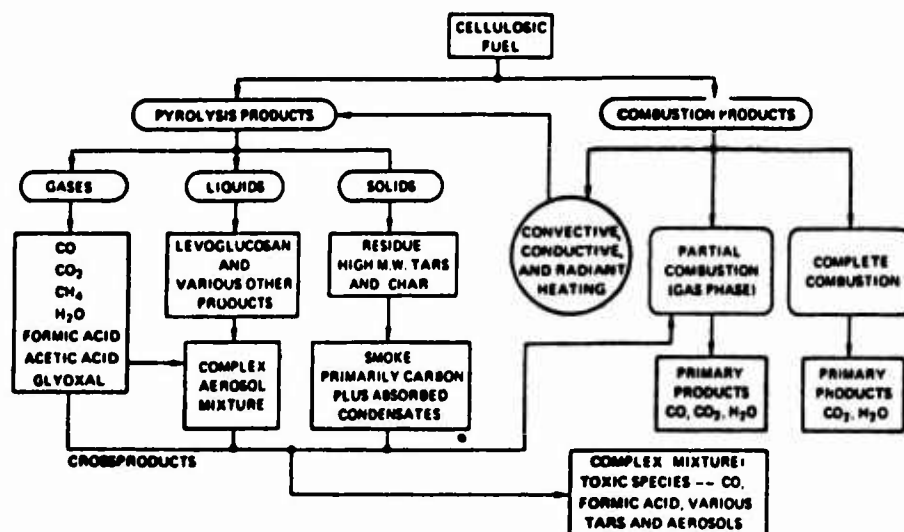 CELLULOSIC
FUEL
PYROLYSIS PRODUCTS
COMBUSTION PRODUCTS
GASES
LIQUIDS
SOLIDS
CO
CO₂
CH₄
H₂O
FORMIC ACID
ACETIC ACID
GLYOXAL
LEVOGLUCOSAN
AND
VARIOUS OTHER
PRODUCTS
RESIDUE
HIGH M.W. TARS
AND CHAR
CONVECTIVE,
CONDUCTIVE,
AND RADIANT
HEATING
PARTIAL
COMBUSTION
(GAS PHASE)
COMPLETE
COMBUSTION
COMPLEX
AEROSOL
MIXTURE
SMOKE
PRIMARILY CARBON
PLUS ABSORBED
CONDENSATES
PRIMARY
PRODUCTS
CO, CO₂, H₂O
PRIMARY
PRODUCTS
CO₂, H₂O
CROSSPRODUCTS
COMPLEX MIXTURE:
TOXIC SPECIES -- CO,
FORMIC ACID, VARIOUS
TARS AND AEROSOLS